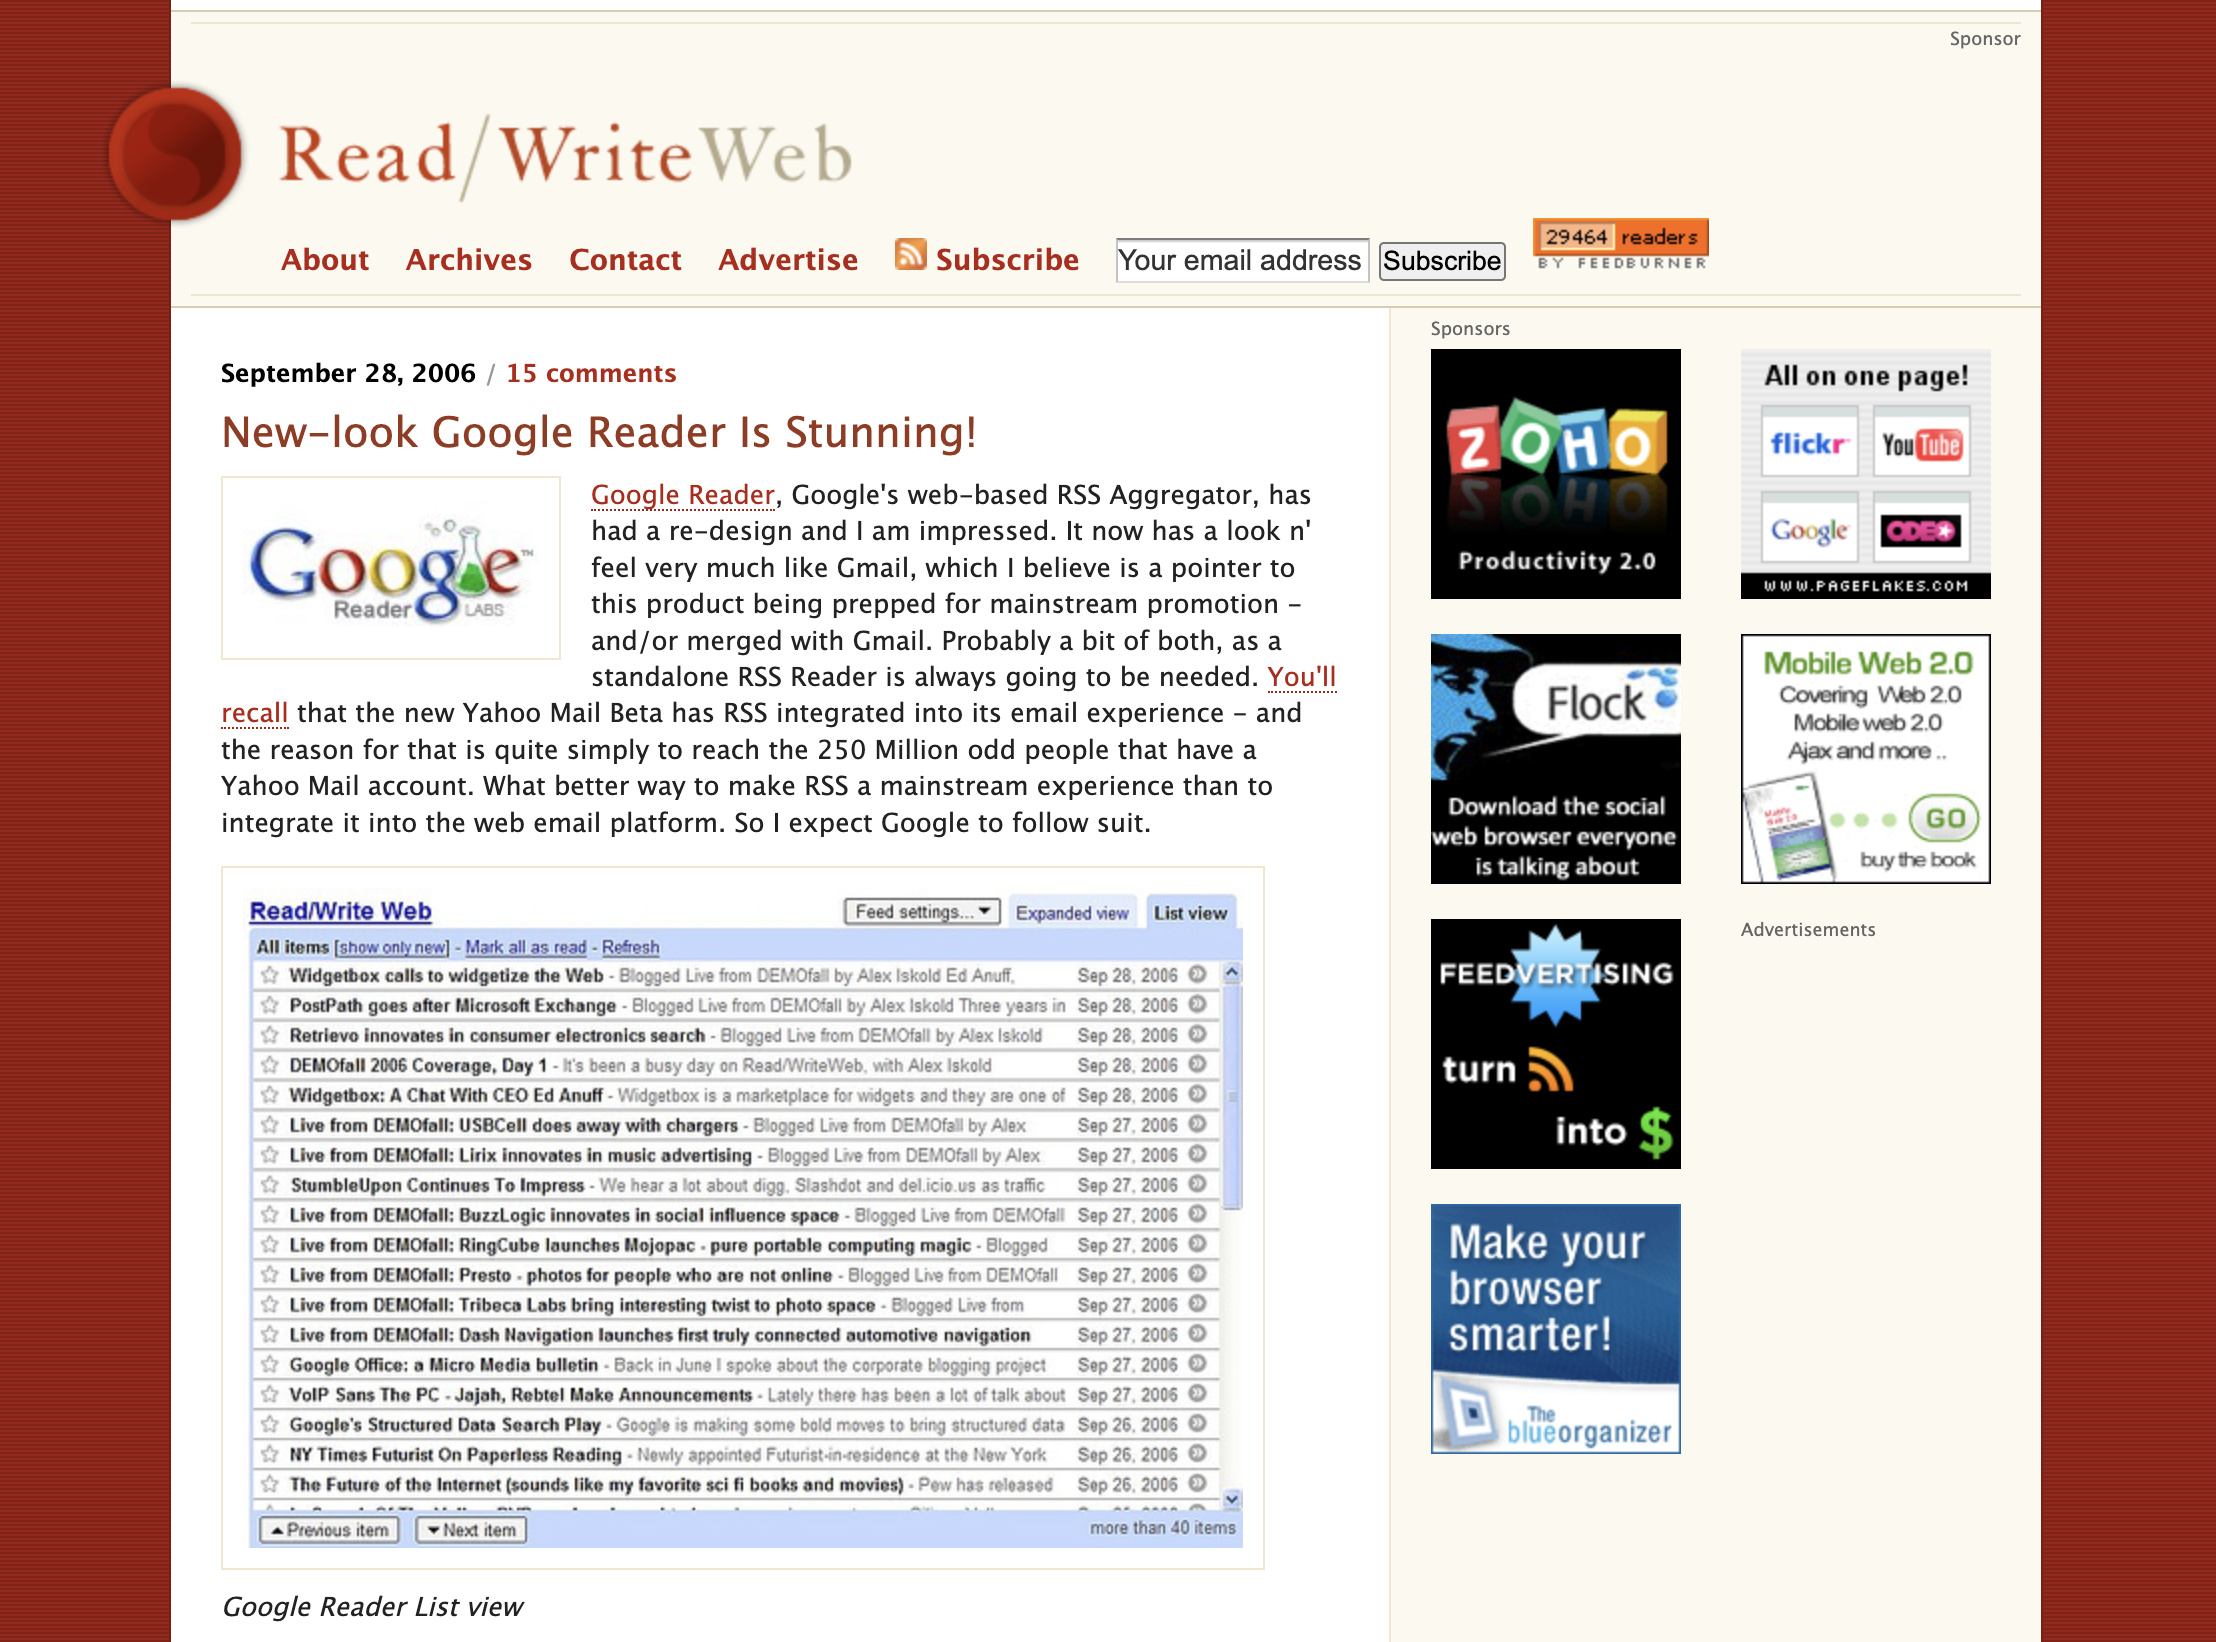 Sponsor
Read/WriteWeb
About Archives Contact Advertise Subscribe Your email address Subscribe 29464 readers
BY FEEDBURNER
September 28, 2006 / 15 comments
New-look Google Reader Is Stunning!
Google™
Reader LABS
Google Reader, Google's web-based RSS Aggregator, has
had a re-design and I am impressed. It now has a look n'
feel very much like Gmail, which I believe is a pointer to
this product being prepped for mainstream promotion -
and/or merged with Gmail. Probably a bit of both, as a
standalone RSS Reader is always going to be needed. You'll
recall that the new Yahoo Mail Beta has RSS integrated into its email experience - and
the reason for that is quite simply to reach the 250 Million odd people that have a
Yahoo Mail account. What better way to make RSS a mainstream experience than to
integrate it into the web email platform. So I expect Google to follow suit.
Read/Write Web Feed settings... Expanded view List view
All items [show only new] - Mark all as read - Refresh
Widgetbox calls to widgetize the Web - Blogged Live from DEMOfall by Alex Iskold Ed Anuff, Sep 28, 2006
PostPath goes after Microsoft Exchange - Blogged Live from DEMOfall by Alex Iskold Three years in Sep 28, 2006
Retrievo innovates in consumer electronics search - Blogged Live from DEMOfall by Alex Iskold Sep 28, 2006
DEMOfall 2006 Coverage, Day 1 - It's been a busy day on Read/WriteWeb, with Alex Iskold Sep 28, 2006
Widgetbox: A Chat With CEO Ed Anuff - Widgetbox is a marketplace for widgets and they are one of Sep 28, 2006
Live from DEMOfall: USBCell does away with chargers - Blogged Live from DEMOfall by Alex Sep 27, 2006
Live from DEMOfall: Lirix innovates in music advertising - Blogged Live from DEMOfall by Alex Sep 27, 2006
StumbleUpon Continues To Impress - We hear a lot about digg, Slashdot and del.icio.us as traffic Sep 27, 2006
Live from DEMOfall: BuzzLogic innovates in social influence space - Blogged Live from DEMOfall Sep 27, 2006
Live from DEMOfall: RingCube launches Mojopac - pure portable computing magic - Blogged Sep 27, 2006
Live from DEMOfall: Presto - photos for people who are not online - Blogged Live from DEMOfall Sep 27, 2006
Live from DEMOfall: Tribeca Labs bring interesting twist to photo space - Blogged Live from Sep 27, 2006
Live from DEMOfall: Dash Navigation launches first truly connected automotive navigation Sep 27, 2006
Google Office: a Micro Media bulletin - Back in June I spoke about the corporate blogging project Sep 27, 2006
VoIP Sans The PC - Jajah, Rebtel Make Announcements - Lately there has been a lot of talk about Sep 27, 2006
Google's Structured Data Search Play - Google is making some bold moves to bring structured data Sep 26, 2006
NY Times Futurist On Paperless Reading - Newly appointed Futurist-in-residence at the New York Sep 26, 2006
The Future of the Internet (sounds like my favorite sci fi books and movies) - Pew has released Sep 26, 2006
Previous item Next item more than 40 items
Google Reader List view
Sponsors
ZOHO
Productivity 2.0
All on one page!
flickr YouTube
Google ODEO
WWW.PAGEFLAKES.COM
Flock
Download the social
web browser everyone
is talking about
Mobile Web 2.0
Covering Web 2.0
Mobile web 2.0
Ajax and more ..
GO
buy the book
FEEDVERTISING
turn
into $
Advertisements
Make your
browser
smarter!
The
blueorganizer